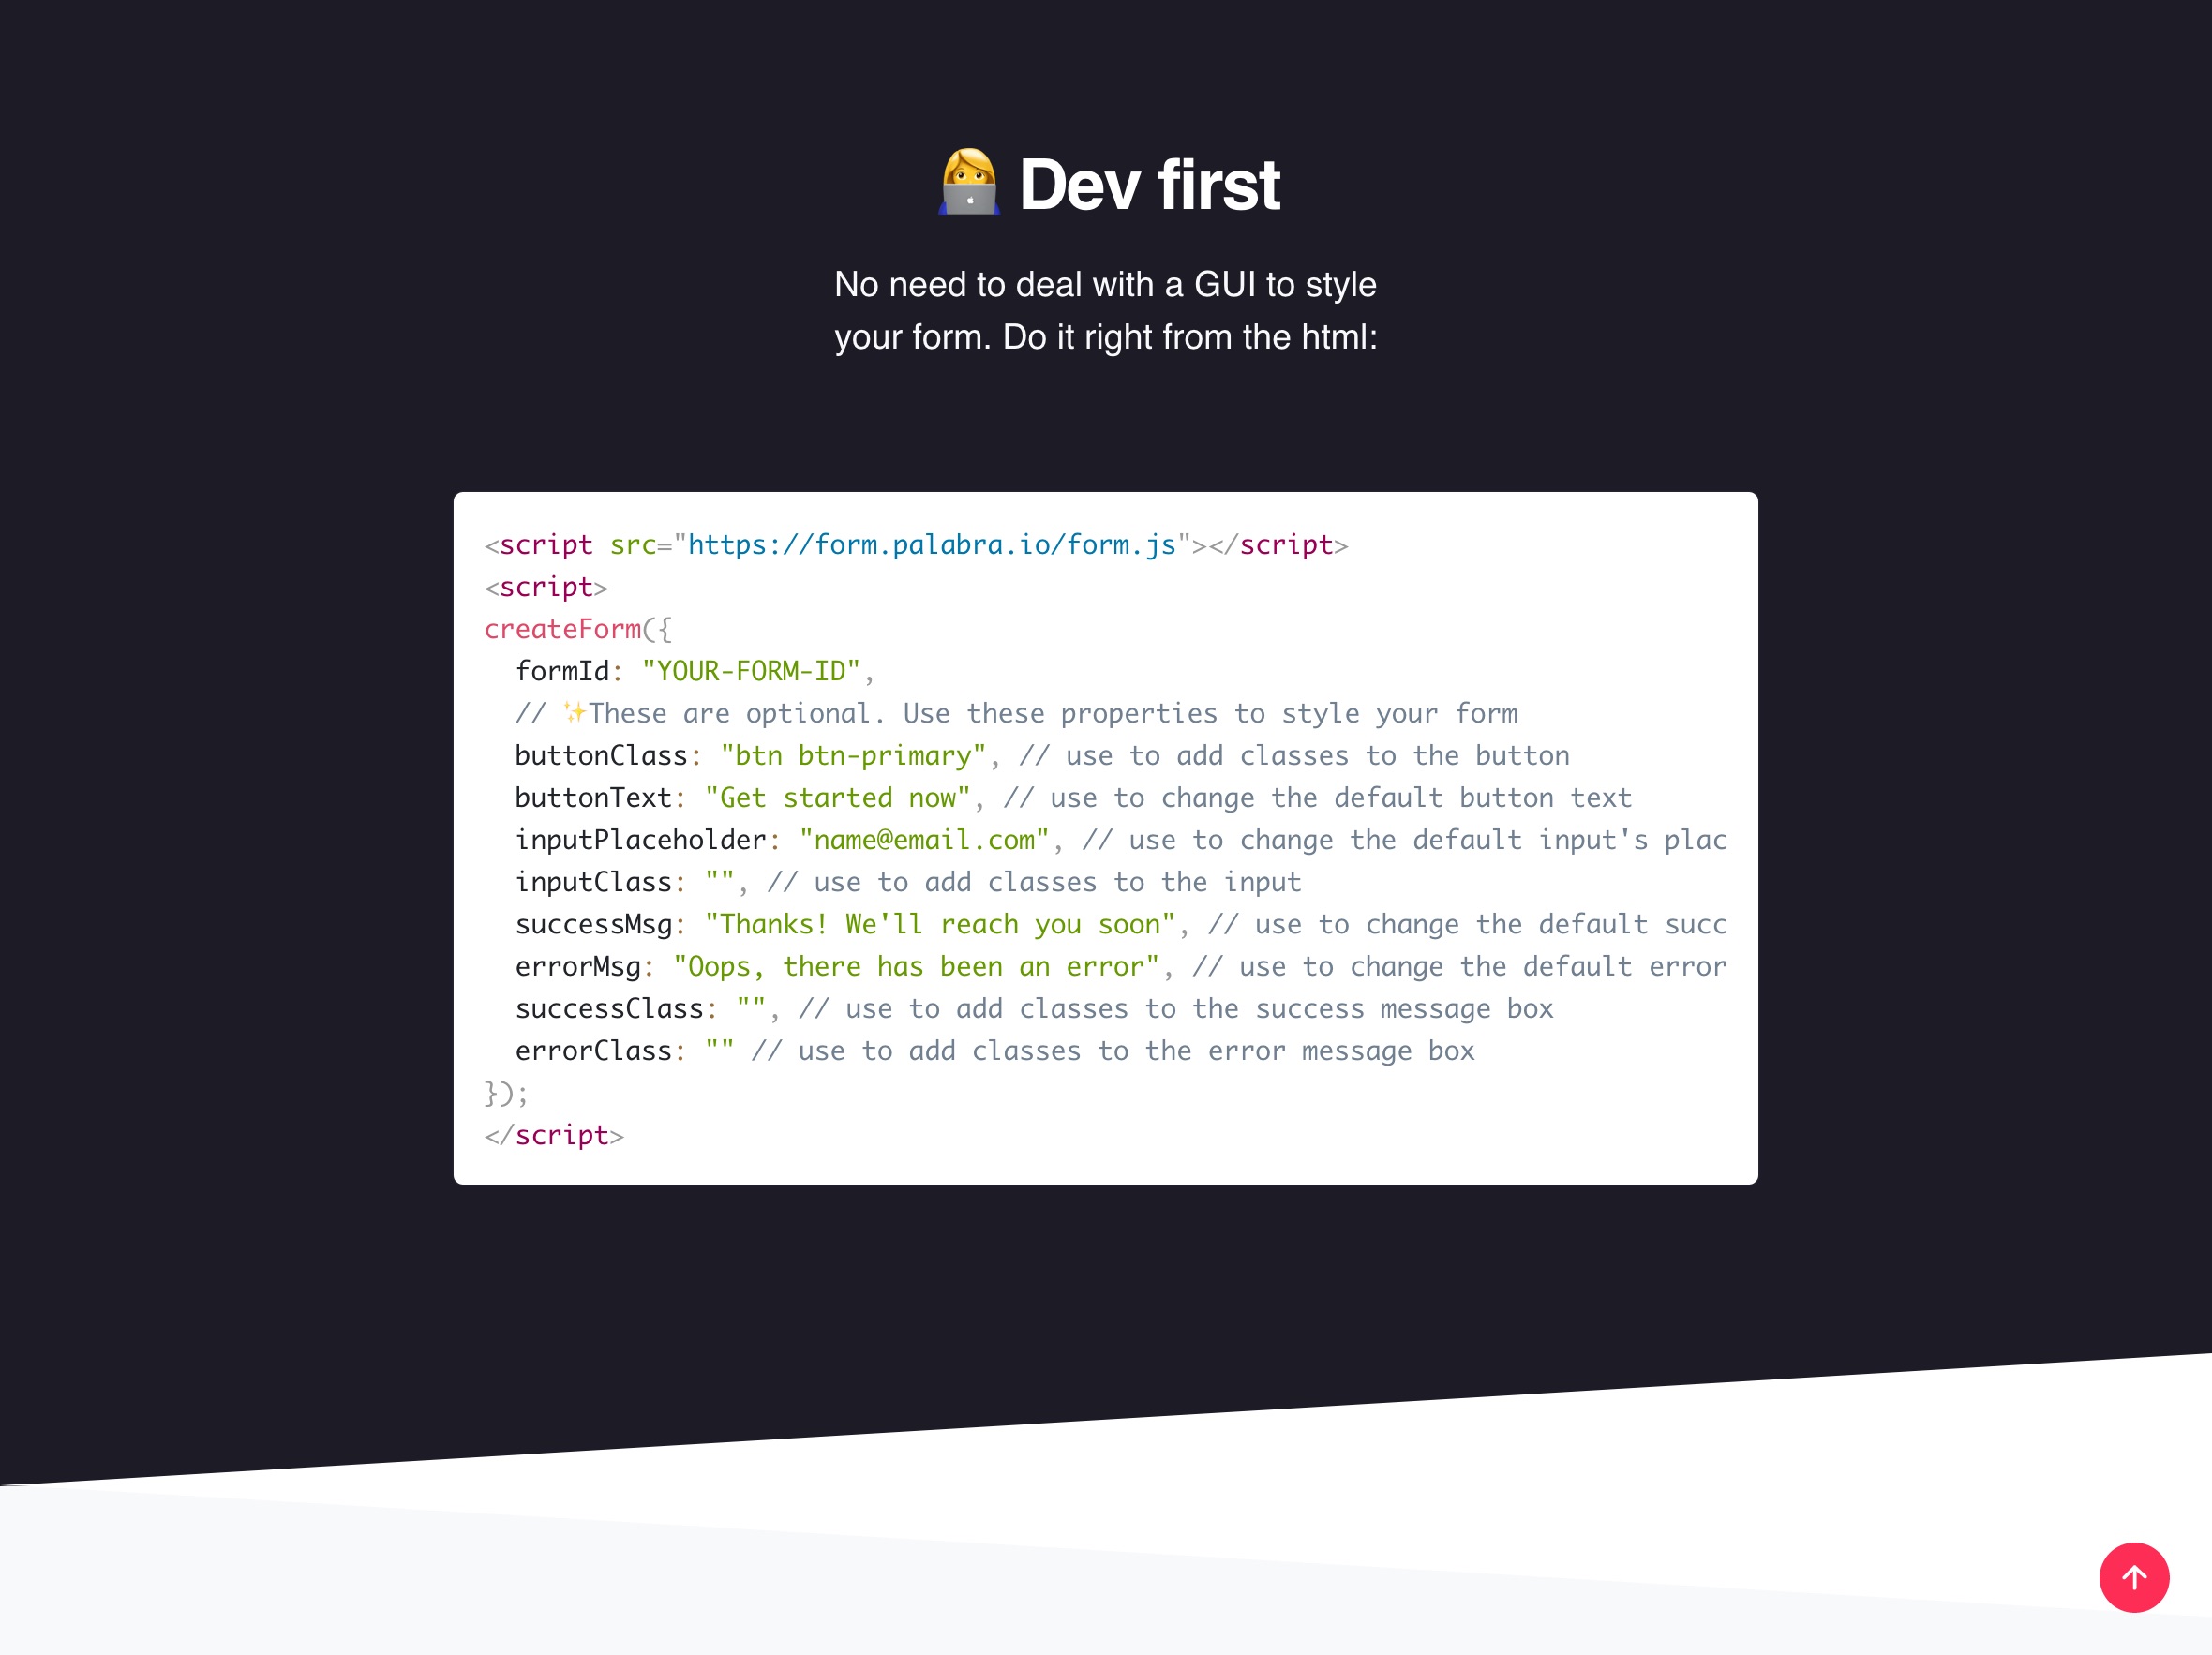 👩‍💻 Dev first
No need to deal with a GUI to style
your form. Do it right from the html:
<script src="https://form.palabra.io/form.js"></script>
<script>
createForm({
  formId: "YOUR-FORM-ID",
  // ✨These are optional. Use these properties to style your form
  buttonClass: "btn btn-primary", // use to add classes to the button
  buttonText: "Get started now", // use to change the default button text
  inputPlaceholder: "name@email.com", // use to change the default input's plac
  inputClass: "", // use to add classes to the input
  successMsg: "Thanks! We'll reach you soon", // use to change the default succ
  errorMsg: "Oops, there has been an error", // use to change the default error
  successClass: "", // use to add classes to the success message box
  errorClass: "" // use to add classes to the error message box
});
</script>